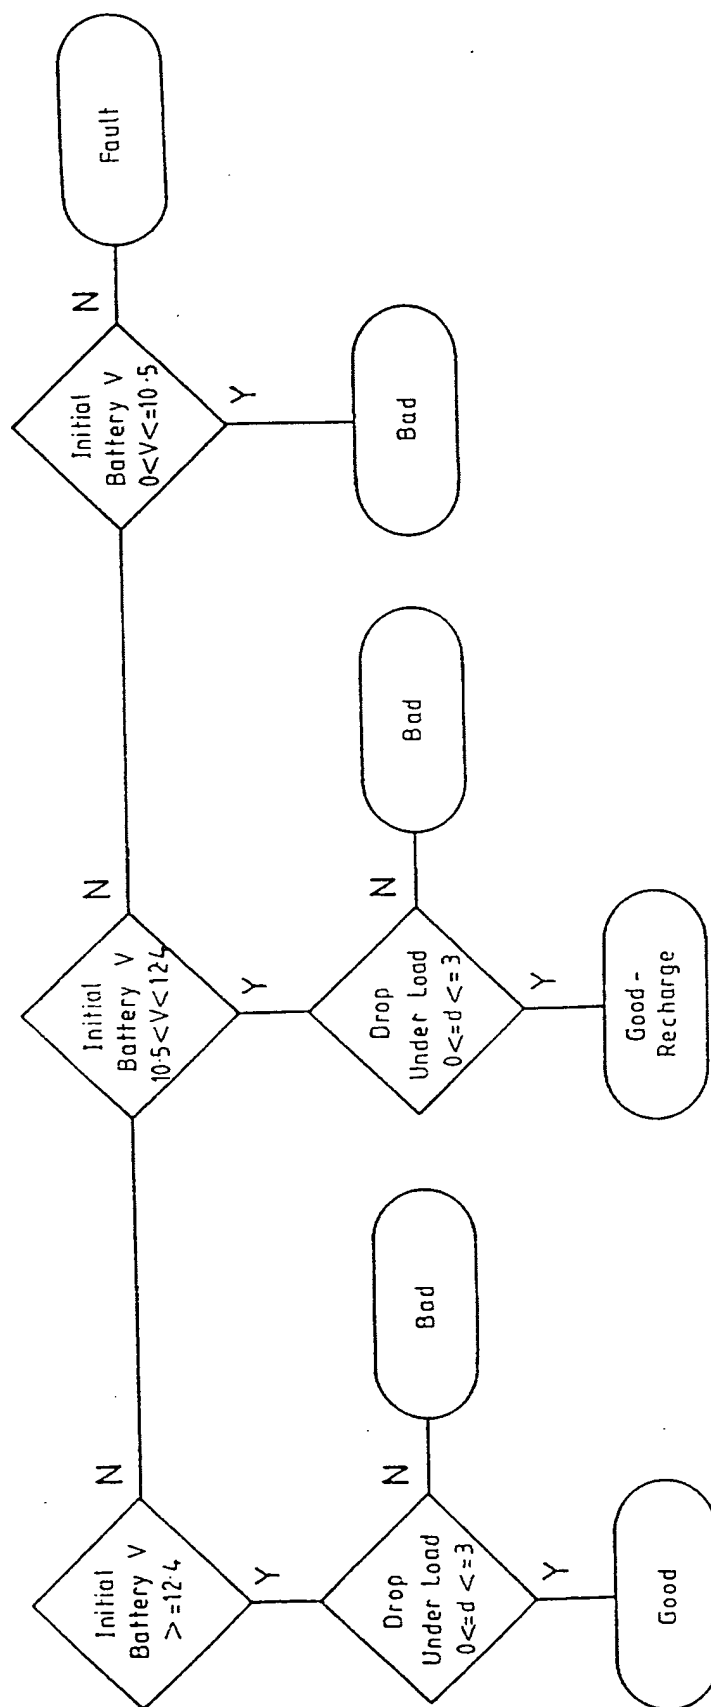 Initial
Battery V
>=12·4
N
Y
Drop
Under Load
0<=d<=3
N
Bad
Y
Good
Initial
Battery V
10·5<V<12·4
N
Y
Drop
Under Load
0<=d<=3
N
Bad
Y
Good-
Recharge
Initial
Battery V
0<V<=10·5
N
Fault
Y
Bad